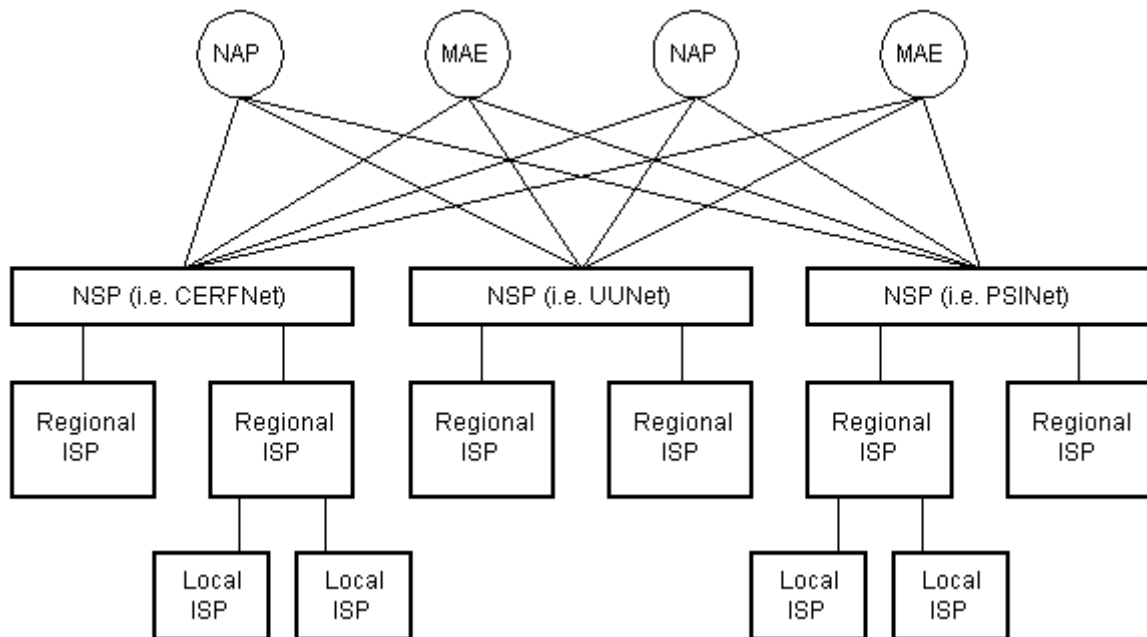 NAP
MAE
NAP
MAE
NSP (i.e. CERFNet)
NSP (i.e. UUNet)
NSP (i.e. PSINet)
Regional
ISP
Regional
ISP
Regional
ISP
Regional
ISP
Regional
ISP
Regional
ISP
Local
ISP
Local
ISP
Local
ISP
Local
ISP